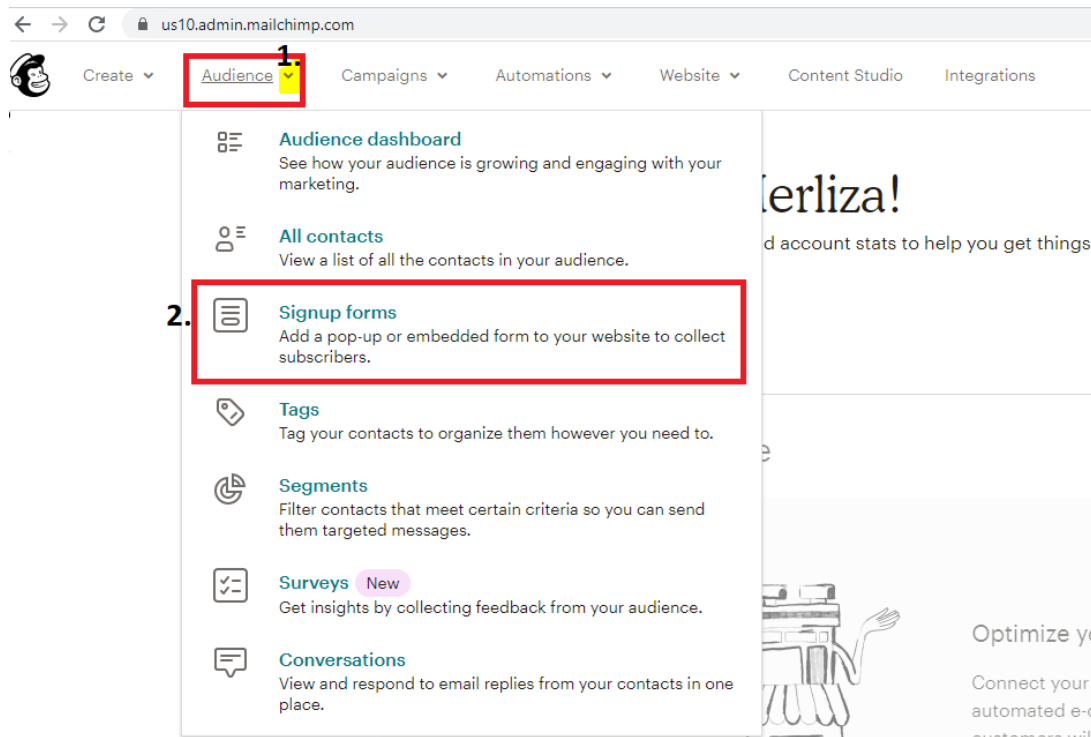 us10.admin.mailchimp.com
1.
Create Audience Campaigns Automations Website Content Studio Integrations
Audience dashboard
See how your audience is growing and engaging with your
marketing.
erliza!
All contacts
View a list of all the contacts in your audience.
d account stats to help you get things
2.
Signup forms
Add a pop-up or embedded form to your website to collect
subscribers.
Tags
Tag your contacts to organize them however you need to.
Segments
Filter contacts that meet certain criteria so you can send
them targeted messages.
Surveys New
Get insights by collecting feedback from your audience.
Conversations
View and respond to email replies from your contacts in one
place.
Optimize yo
Connect your
automated e-c